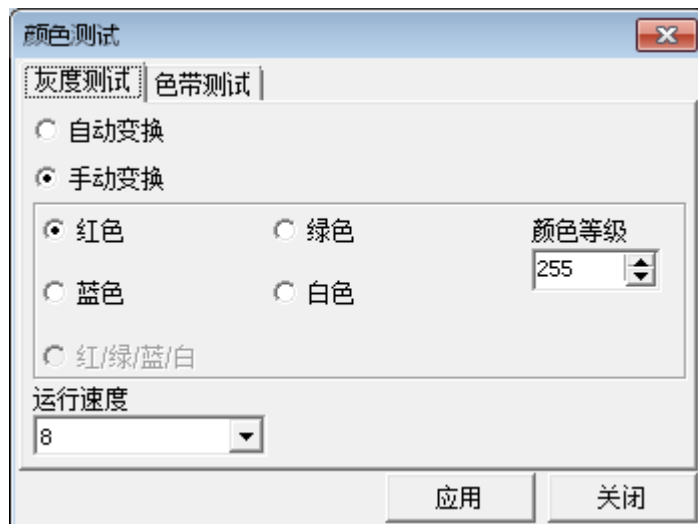 颜色测试
灰度测试 色带测试
自动变换
手动变换
红色 绿色 颜色等级
255
蓝色 白色
红/绿/蓝/白
运行速度
8
应用 关闭